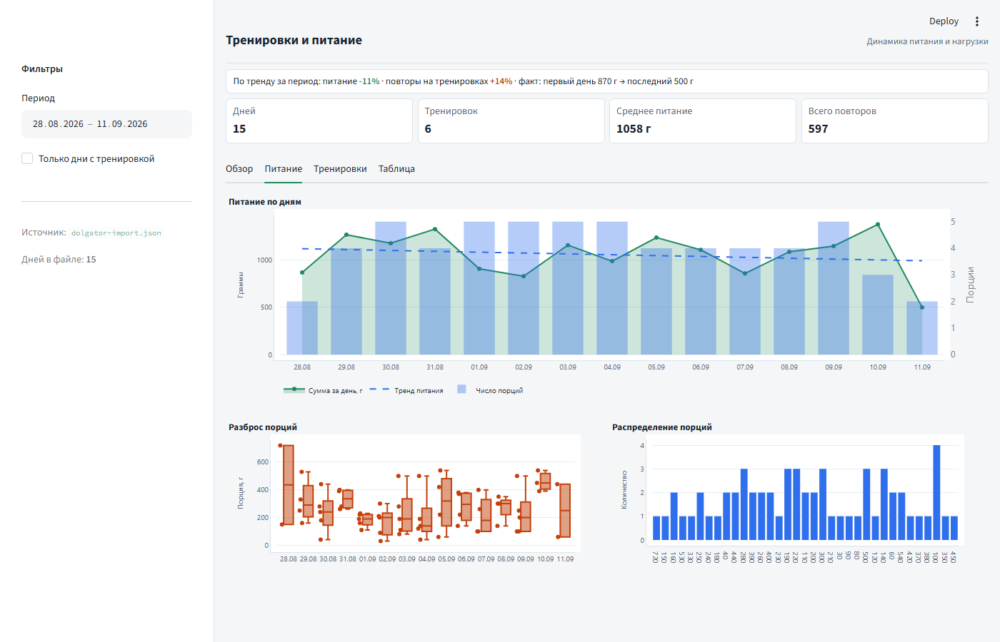 Deploy
Тренировки и питание
Динамика питания и нагрузки
Фильтры
Период
28.08.2026 – 11.09.2026
Только дни с тренировкой
Источник: dolgator-import.json
Дней в файле: 15
По тренду за период: питание -11% · повторы на тренировках +14% · факт: первый день 870 г → последний 500 г
Дней
15
Тренировок
6
Среднее питание
1058 г
Всего повторов
597
Обзор Питание Тренировки Таблица
Питание по дням
Граммы
1000
500
0
5
4
3
2
1
0
Порции
28.08 29.08 30.08 31.08 01.09 02.09 03.09 04.09 05.09 06.09 07.09 08.09 09.09 10.09 11.09
Сумма за день, г Тренд питания Число порций
Разброс порций
Порция, г
600
400
200
0
28.08 29.08 30.08 31.08 01.09 02.09 03.09 04.09 05.09 06.09 07.09 08.09 09.09 10.09 11.09
Распределение порций
Количество
4
3
2
1
0
720 150 160 530 330 250 240 180 40 440 280 390 260 400 230 190 220 110 200 300 210 30 90 80 500 120 140 60 540 420 370 380 100 350 450